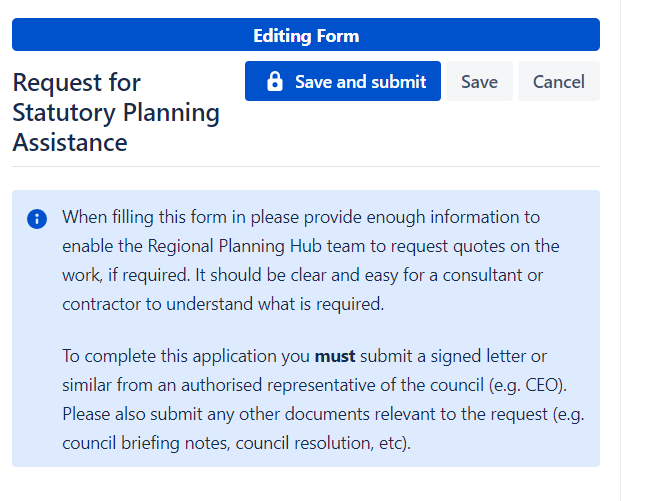 Editing Form
Request for
Statutory Planning
Assistance
Save and submit
Save
Cancel
When filling this form in please provide enough information to
enable the Regional Planning Hub team to request quotes on the
work, if required. It should be clear and easy for a consultant or
contractor to understand what is required.
To complete this application you must submit a signed letter or
similar from an authorised representative of the council (e.g. CEO).
Please also submit any other documents relevant to the request (e.g.
council briefing notes, council resolution, etc).